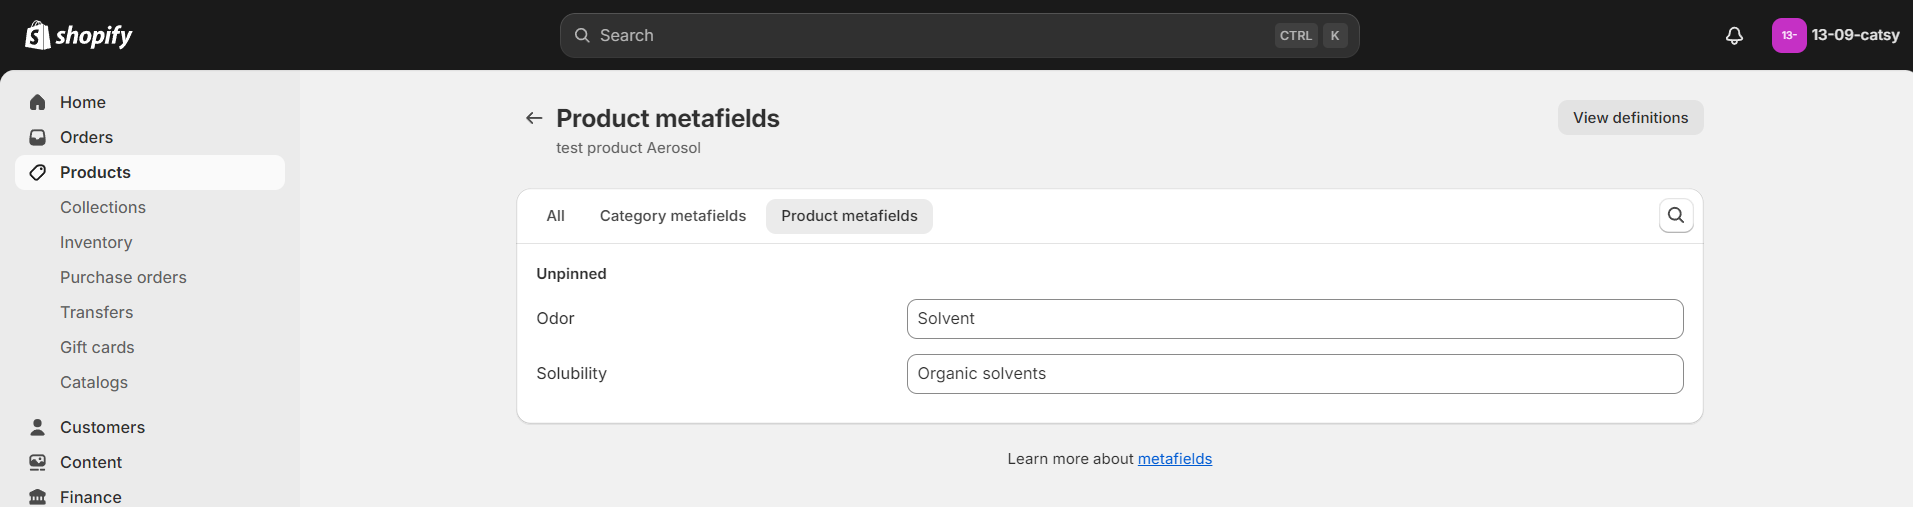 shopify
Search
CTRL K
13-
13-09-catsy
Home
Orders
Products
Collections
Inventory
Purchase orders
Transfers
Gift cards
Catalogs
Customers
Content
Finance
Product metafields
test product Aerosol
View definitions
All
Category metafields
Product metafields
Unpinned
Odor
Solvent
Solubility
Organic solvents
Learn more about metafields